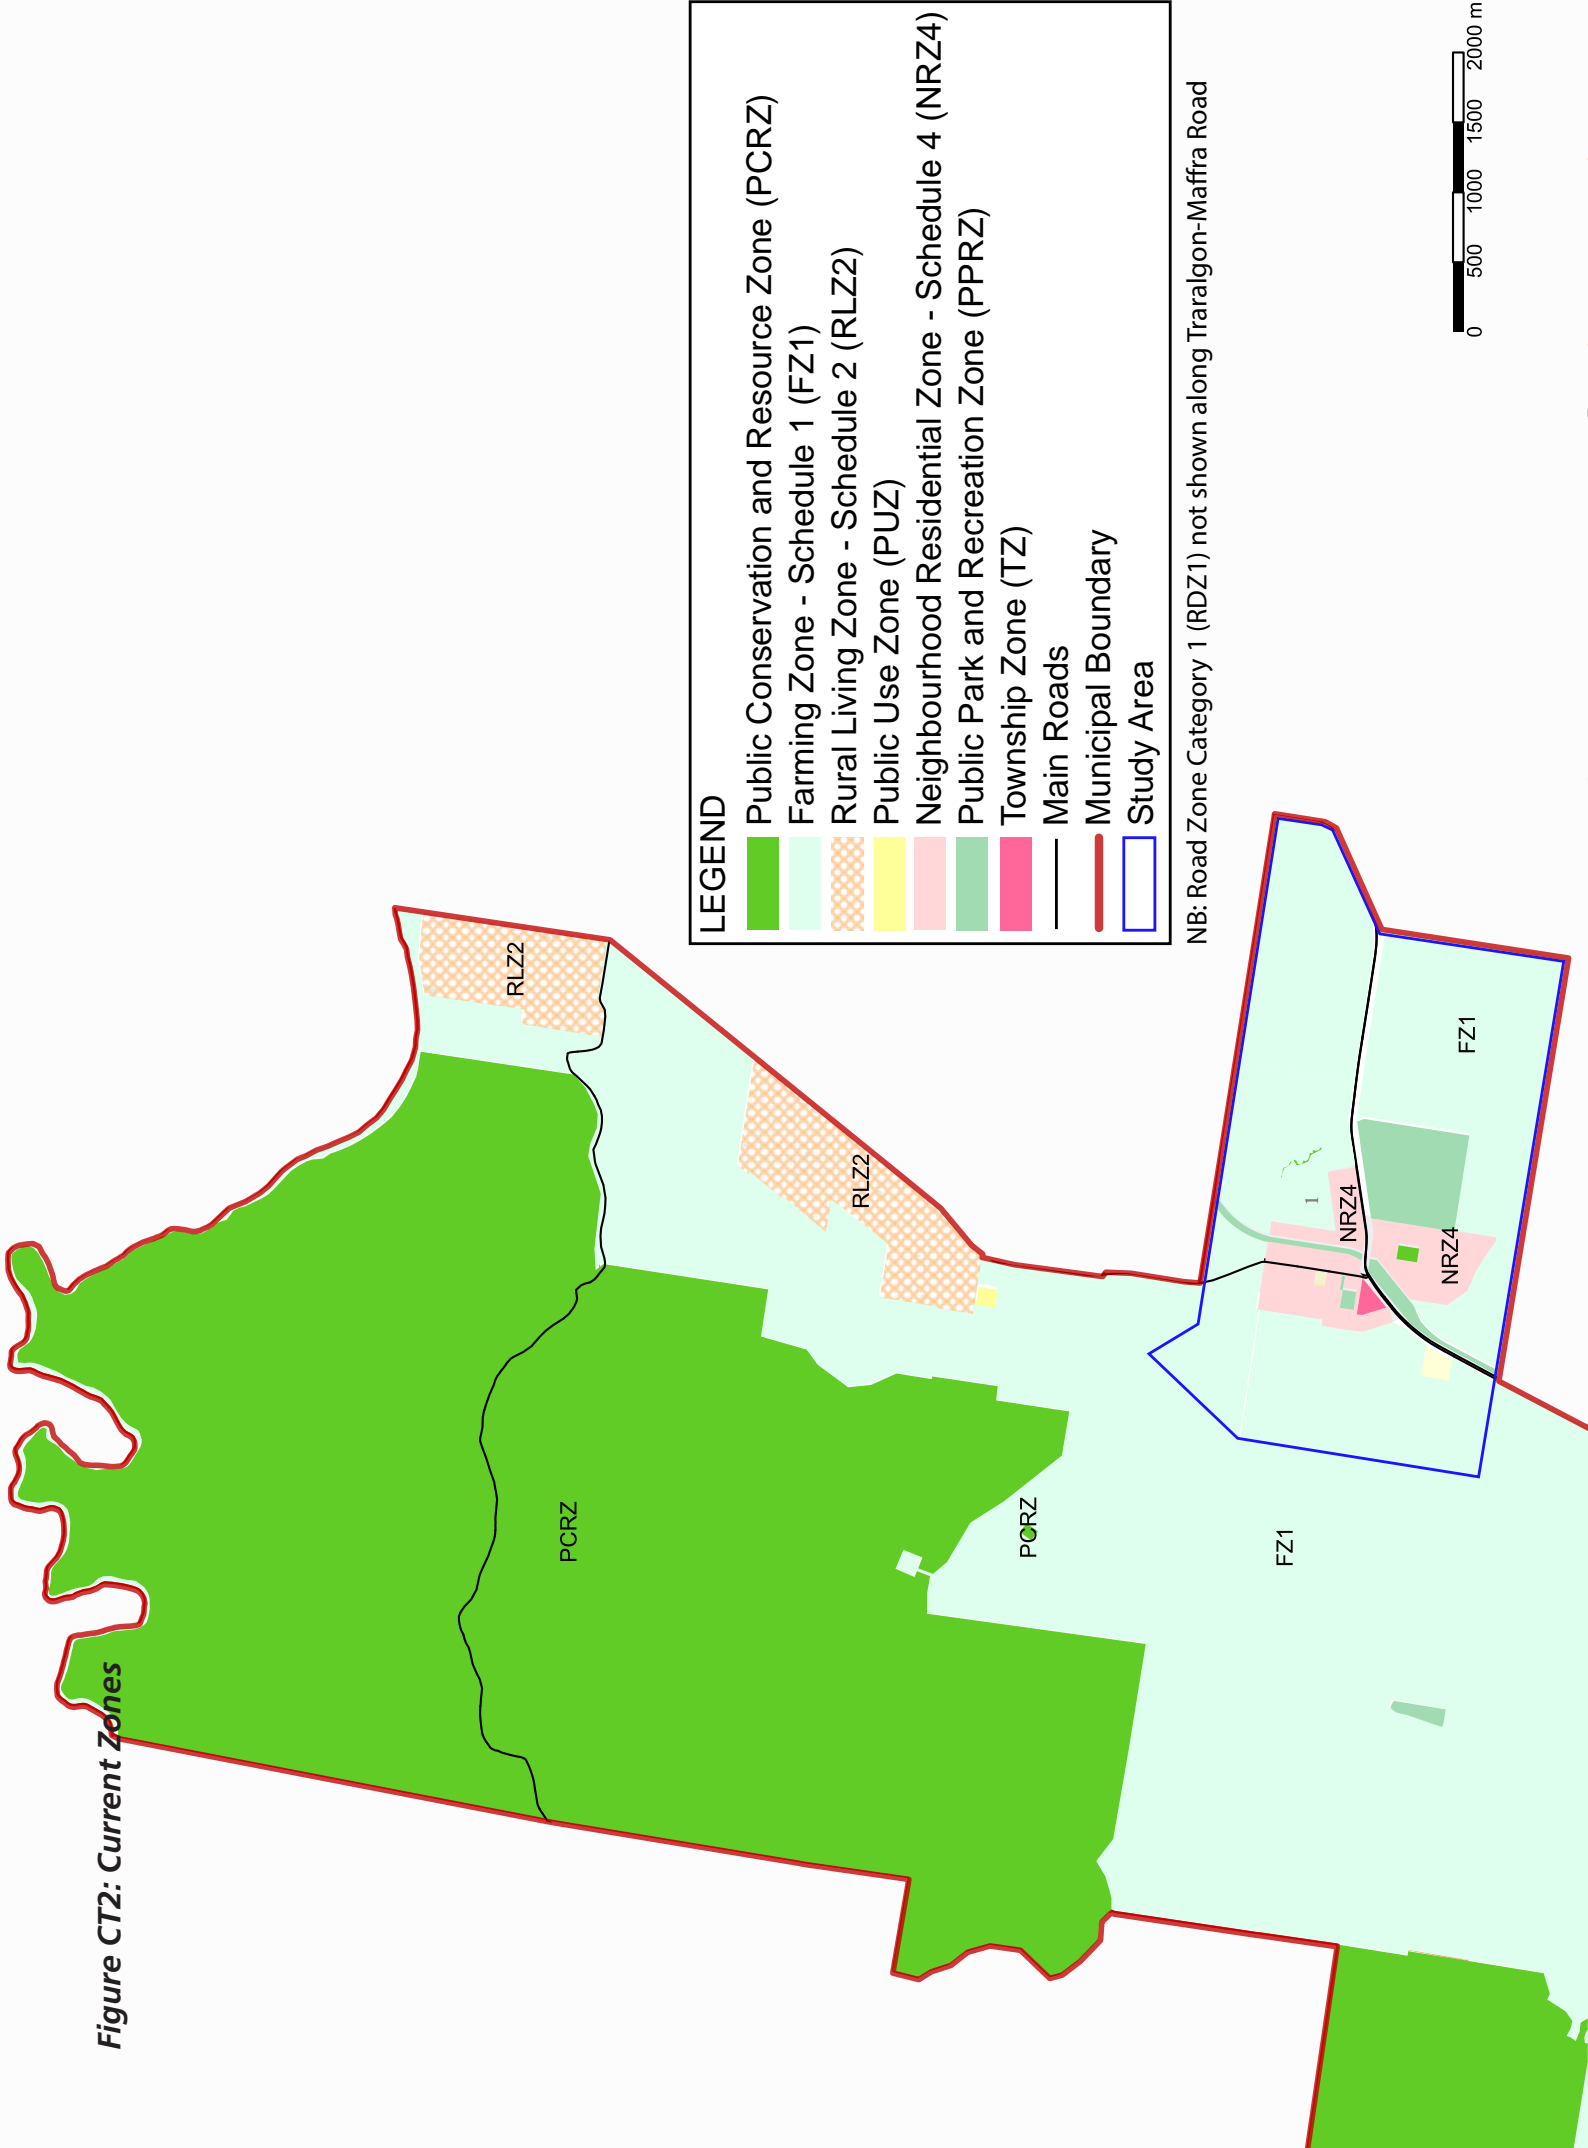 Figure CT2: Current Zones
LEGEND
Public Conservation and Resource Zone (PCRZ)
Farming Zone - Schedule 1 (FZ1)
Rural Living Zone - Schedule 2 (RLZ2)
Public Use Zone (PUZ)
Neighbourhood Residential Zone - Schedule 4 (NRZ4)
Public Park and Recreation Zone (PPRZ)
Township Zone (TZ)
Main Roads
Municipal Boundary
Study Area
NB: Road Zone Category 1 (RDZ1) not shown along Traralgon-Maffra Road
0 500 1000 1500 2000 m
RLZ2
RLZ2
PCRZ
PCRZ
FZ1
1
NRZ4
NRZ4
FZ1